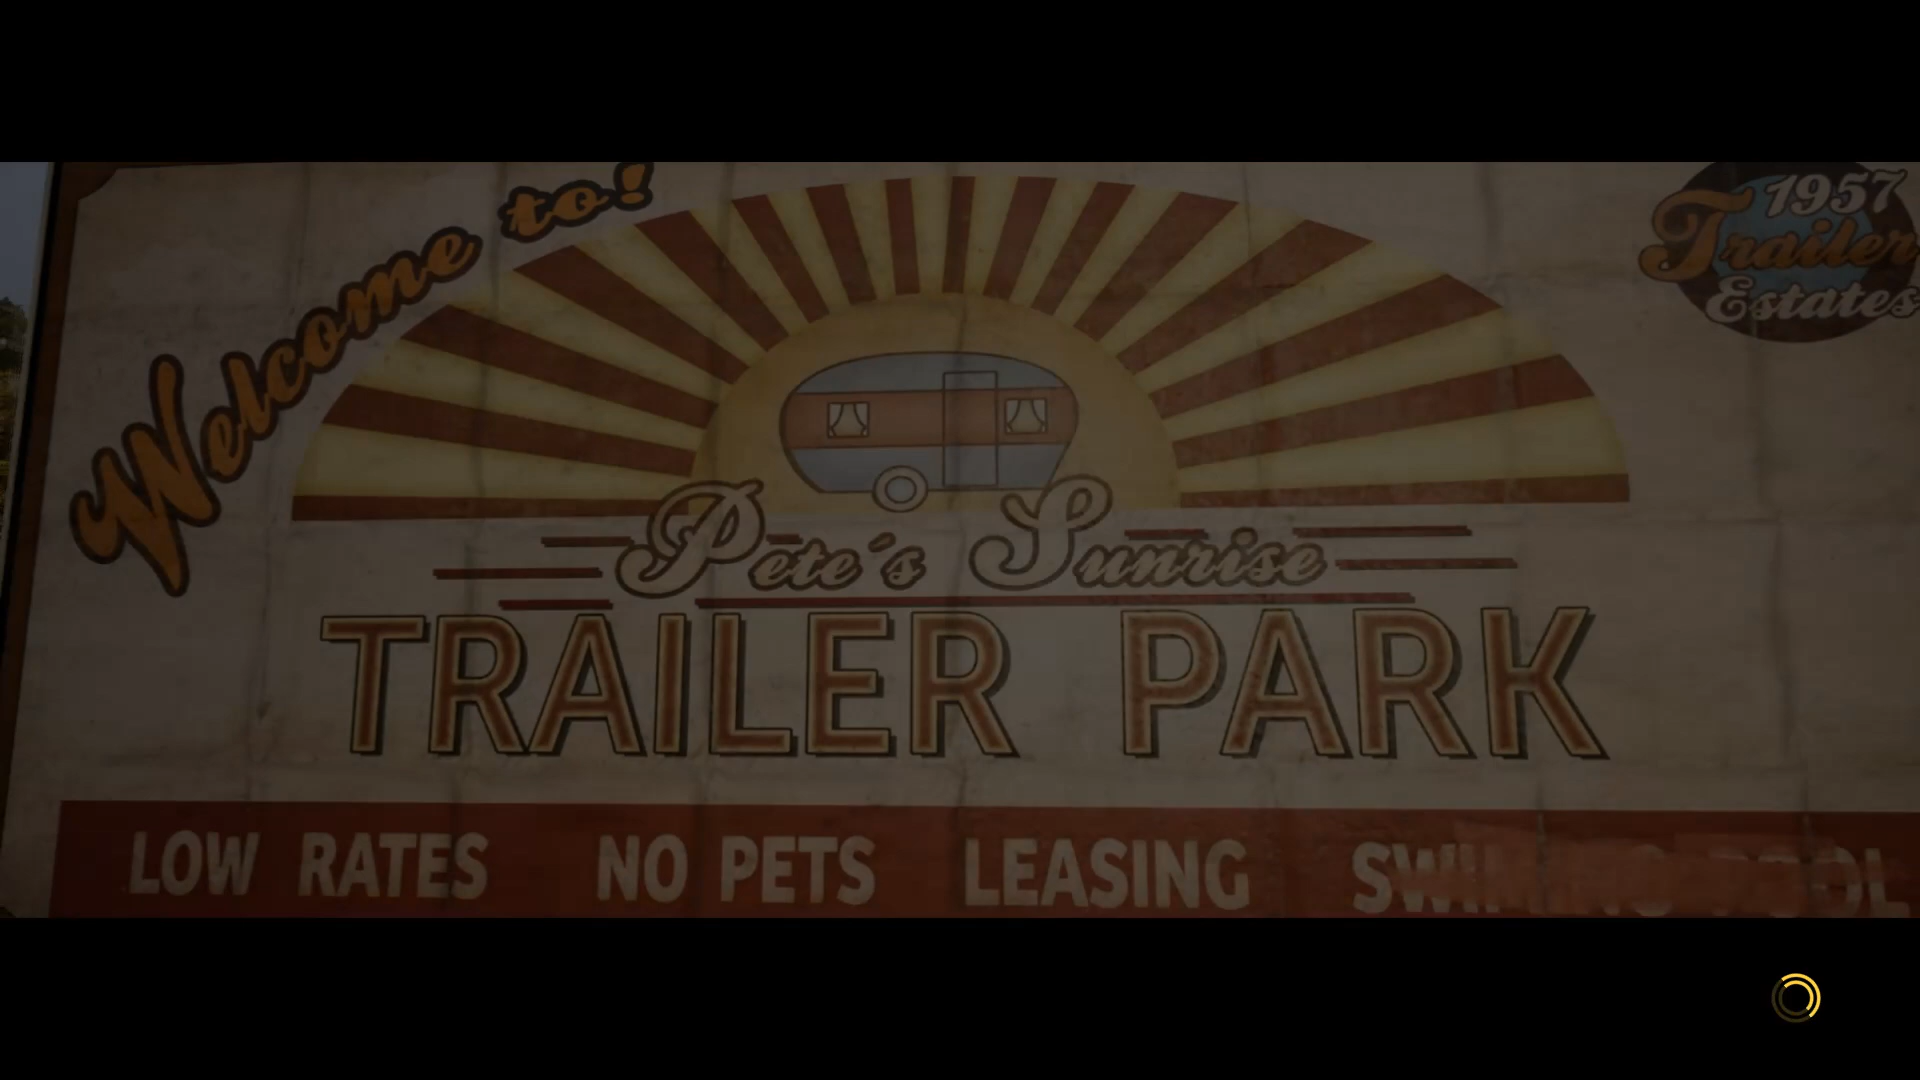 Welcome to!
1957
Trailer
Estates
Pete's Sunrise
TRAILER PARK
LOW RATES NO PETS LEASING